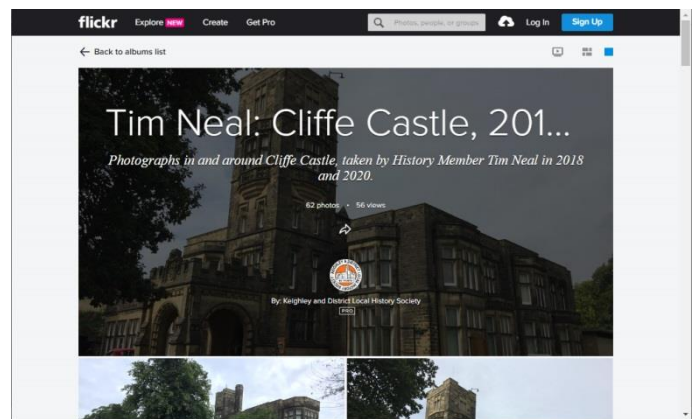 flickr Explore NEW Create Get Pro Photos, people, or groups Log In Sign Up
← Back to albums list
Tim Neal: Cliffe Castle, 201...
Photographs in and around Cliffe Castle, taken by History Member Tim Neal in 2018
and 2020.
62 photos • 56 views
By: Keighley and District Local History Society
PRO